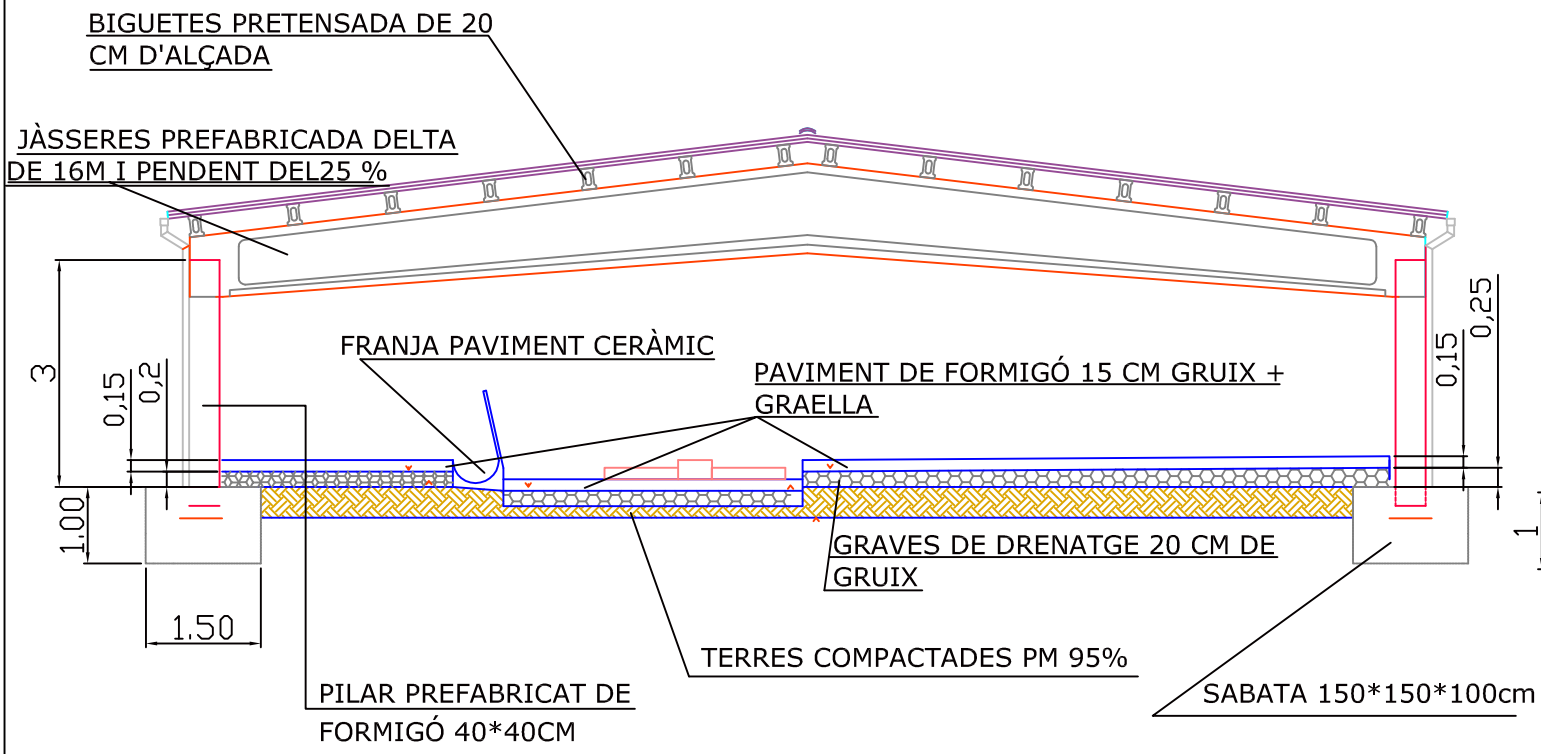 BIGUETES PRETENSADA DE 20
CM D'ALÇADA
JÀSSERES PREFABRICADA DELTA
DE 16M I PENDENT DEL25 %
3
0,15
0,2
FRANJA PAVIMENT CERÀMIC
PAVIMENT DE FORMIGÓ 15 CM GRUIX +
GRAELLA
0,15
0,25
1.00
1.50
GRAVES DE DRENATGE 20 CM DE
GRUIX
1
TERRES COMPACTADES PM 95%
PILAR PREFABRICAT DE
FORMIGÓ 40*40CM
SABATA 150*150*100cm